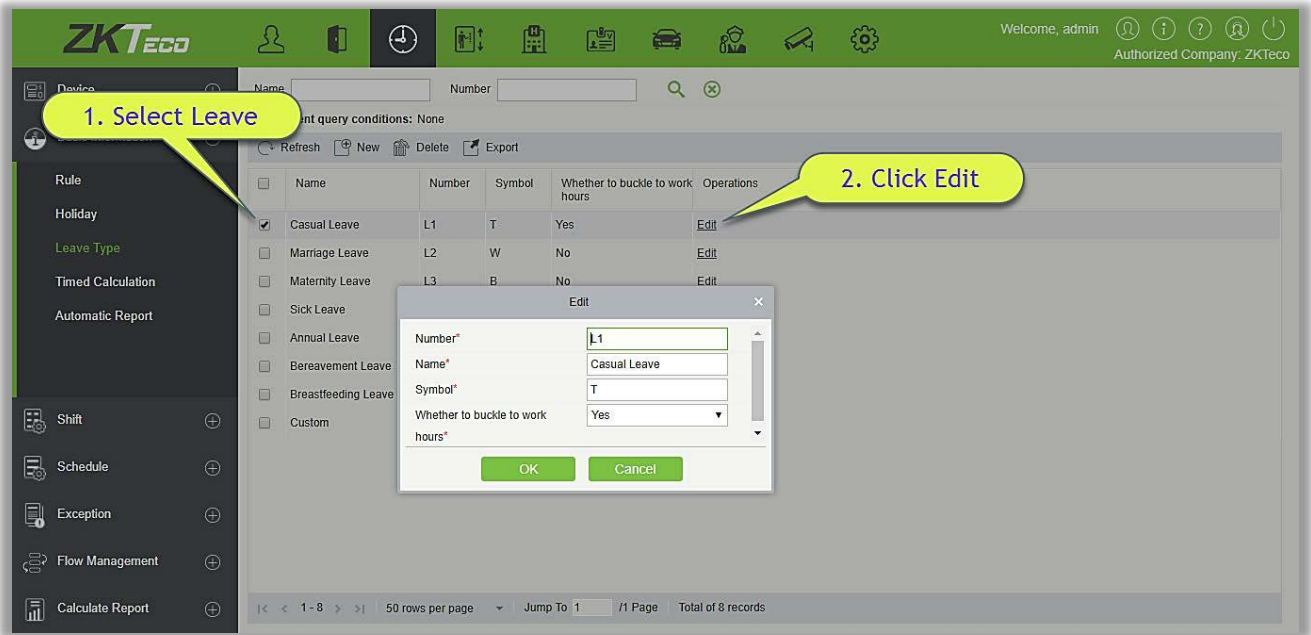 ZKTeco
Welcome, admin
Authorized Company: ZKTeco
Device
1. Select Leave
Rule
Holiday
Leave Type
Timed Calculation
Automatic Report
Shift
Schedule
Exception
Flow Management
Calculate Report
Name Number
ent query conditions: None
Refresh New Delete Export
2. Click Edit
Name Number Symbol Whether to buckle to work hours Operations
Casual Leave L1 T Yes Edit
Marriage Leave L2 W No Edit
Maternity Leave L3 B No Edit
Sick Leave
Annual Leave
Bereavement Leave
Breastfeeding Leave
Custom
Edit
Number* L1
Name* Casual Leave
Symbol* T
Whether to buckle to work Yes
hours*
OK Cancel
1 - 8 50 rows per page Jump To 1 /1 Page Total of 8 records